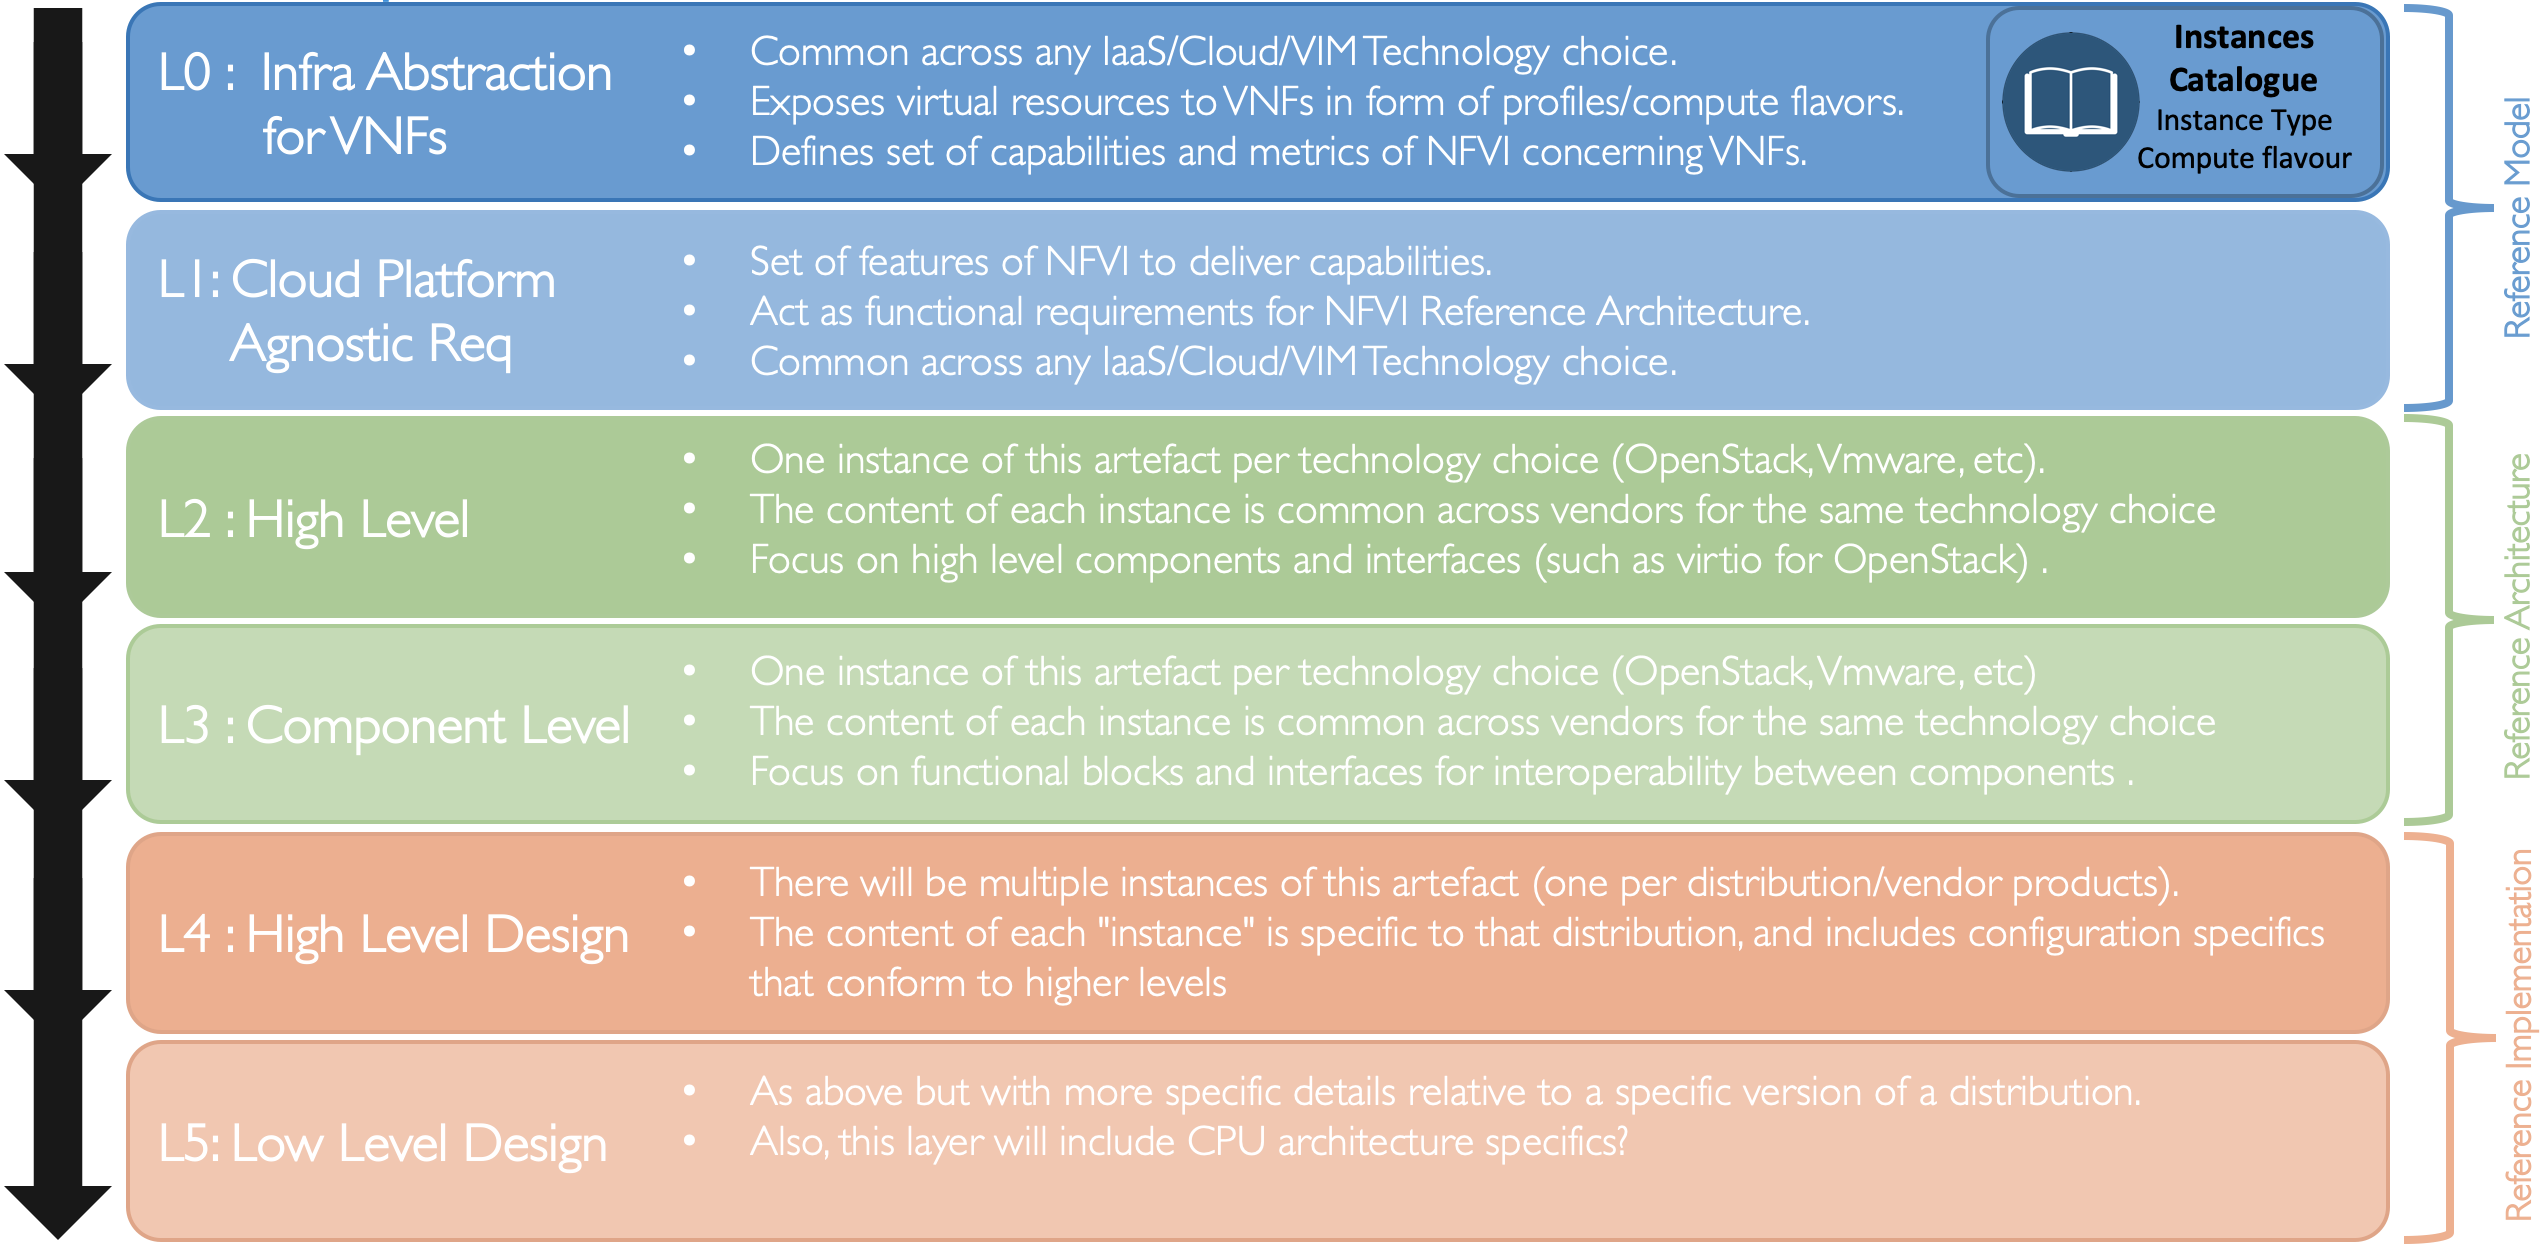 L0 : Infra Abstraction
for VNFs
• Common across any IaaS/Cloud/VIM Technology choice.
• Exposes virtual resources to VNFs in form of profiles/compute flavors.
• Defines set of capabilities and metrics of NFVI concerning VNFs.
Instances
Catalogue
Instance Type
Compute flavour
L1: Cloud Platform
Agnostic Req
• Set of features of NFVI to deliver capabilities.
• Act as functional requirements for NFVI Reference Architecture.
• Common across any IaaS/Cloud/VIM Technology choice.
Reference Model
L2 : High Level
• One instance of this artefact per technology choice (OpenStack, Vmware, etc).
• The content of each instance is common across vendors for the same technology choice
• Focus on high level components and interfaces (such as virtio for OpenStack) .
L3 : Component Level
• One instance of this artefact per technology choice (OpenStack, Vmware, etc)
• The content of each instance is common across vendors for the same technology choice
• Focus on functional blocks and interfaces for interoperability between components .
Reference Architecture
L4 : High Level Design
• There will be multiple instances of this artefact (one per distribution/vendor products).
• The content of each "instance" is specific to that distribution, and includes configuration specifics
that conform to higher levels
L5: Low Level Design
• As above but with more specific details relative to a specific version of a distribution.
• Also, this layer will include CPU architecture specifics?
Reference Implementation